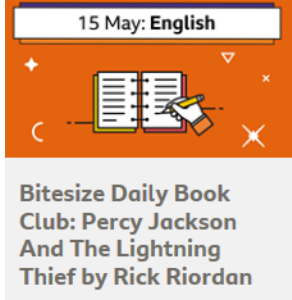 15 May: English
Bitesize Daily Book
Club: Percy Jackson
And The Lightning
Thief by Rick Riordan